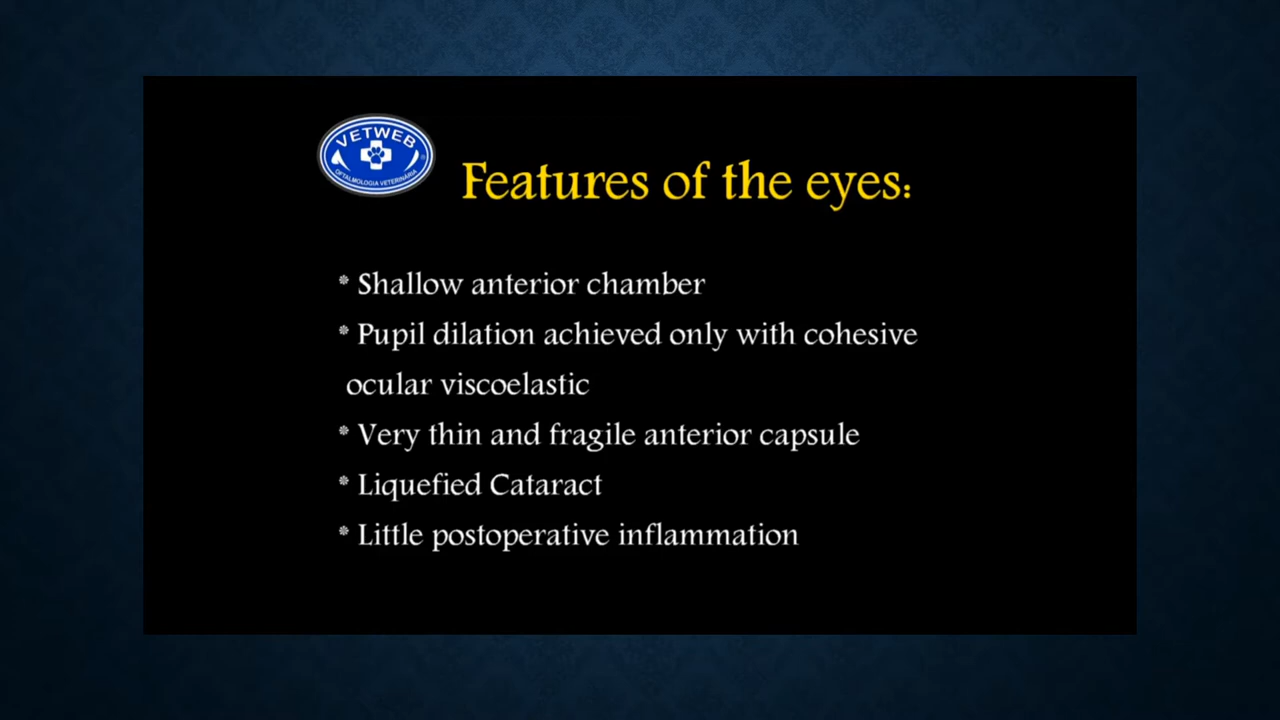 VETWEB
OFTALMOLOGIA VETERINÁRIA
®
Features of the eyes:
* Shallow anterior chamber
* Pupil dilation achieved only with cohesive
ocular viscoelastic
* Very thin and fragile anterior capsule
* Liquefied Cataract
* Little postoperative inflammation